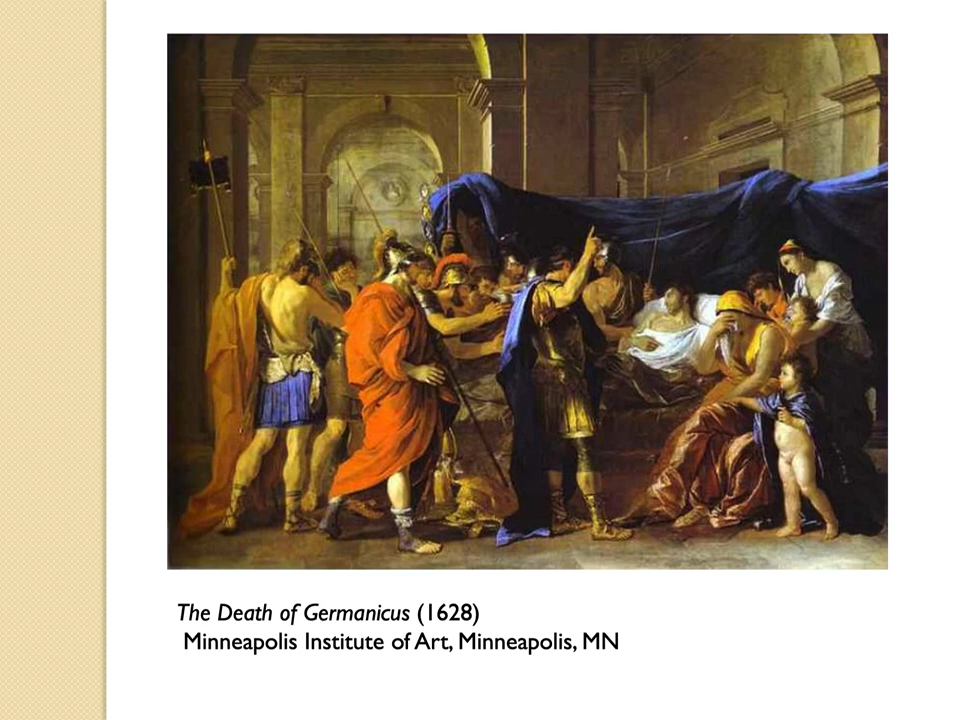 The Death of Germanicus (1628)
Minneapolis Institute of Art, Minneapolis, MN